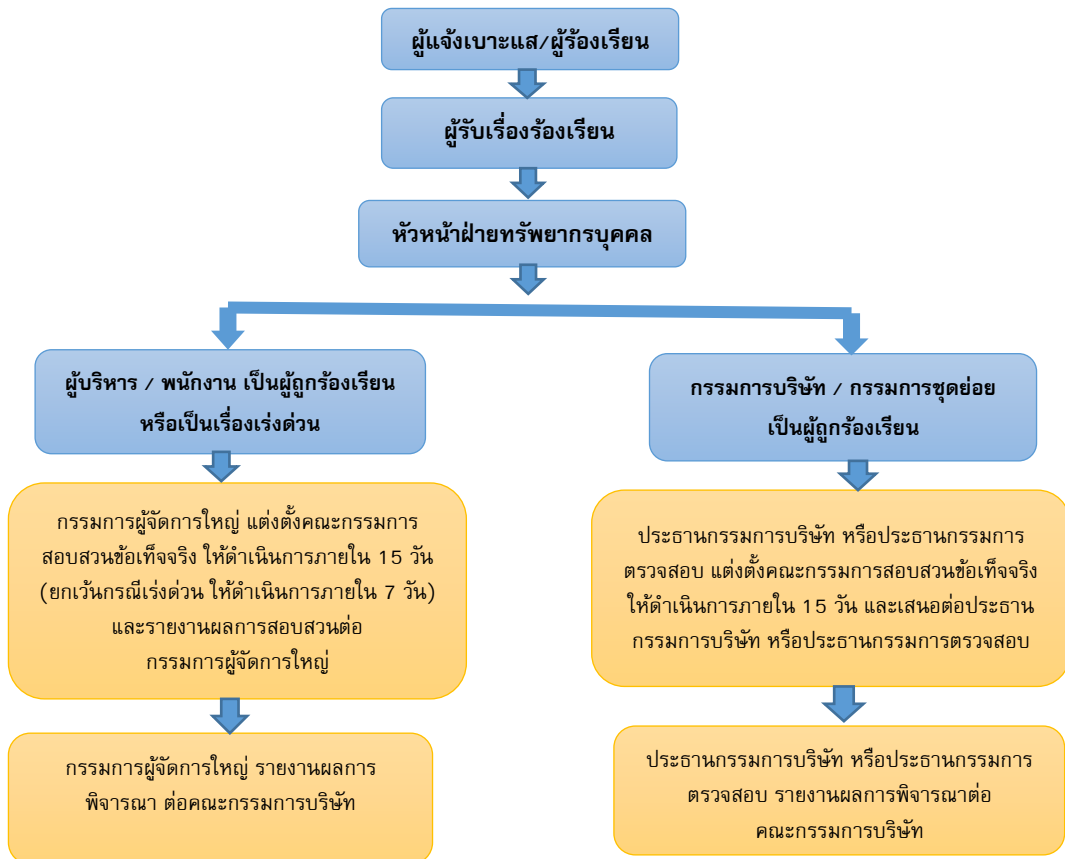 ผู้แจ้งเบาะแส/ผู้ร้องเรียน
ผู้รับเรื่องร้องเรียน
หัวหน้าฝ่ายทรัพยากรบุคคล
ผู้บริหาร / พนักงาน เป็นผู้ถูกร้องเรียน
หรือเป็นเรื่องเร่งด่วน
กรรมการผู้จัดการใหญ่ แต่งตั้งคณะกรรมการ
สอบสวนข้อเท็จจริง ให้ดำเนินการภายใน 15 วัน
(ยกเว้นกรณีเร่งด่วน ให้ดำเนินการภายใน 7 วัน)
และรายงานผลการสอบสวนต่อ
กรรมการผู้จัดการใหญ่
กรรมการผู้จัดการใหญ่ รายงานผลการ
พิจารณา ต่อคณะกรรมการบริษัท
กรรมการบริษัท / กรรมการชุดย่อย
เป็นผู้ถูกร้องเรียน
ประธานกรรมการบริษัท หรือประธานกรรมการ
ตรวจสอบ แต่งตั้งคณะกรรมการสอบสวนข้อเท็จจริง
ให้ดำเนินการภายใน 15 วัน และเสนอต่อประธาน
กรรมการบริษัท หรือประธานกรรมการตรวจสอบ
ประธานกรรมการบริษัท หรือประธานกรรมการ
ตรวจสอบ รายงานผลการพิจารณาต่อ
คณะกรรมการบริษัท